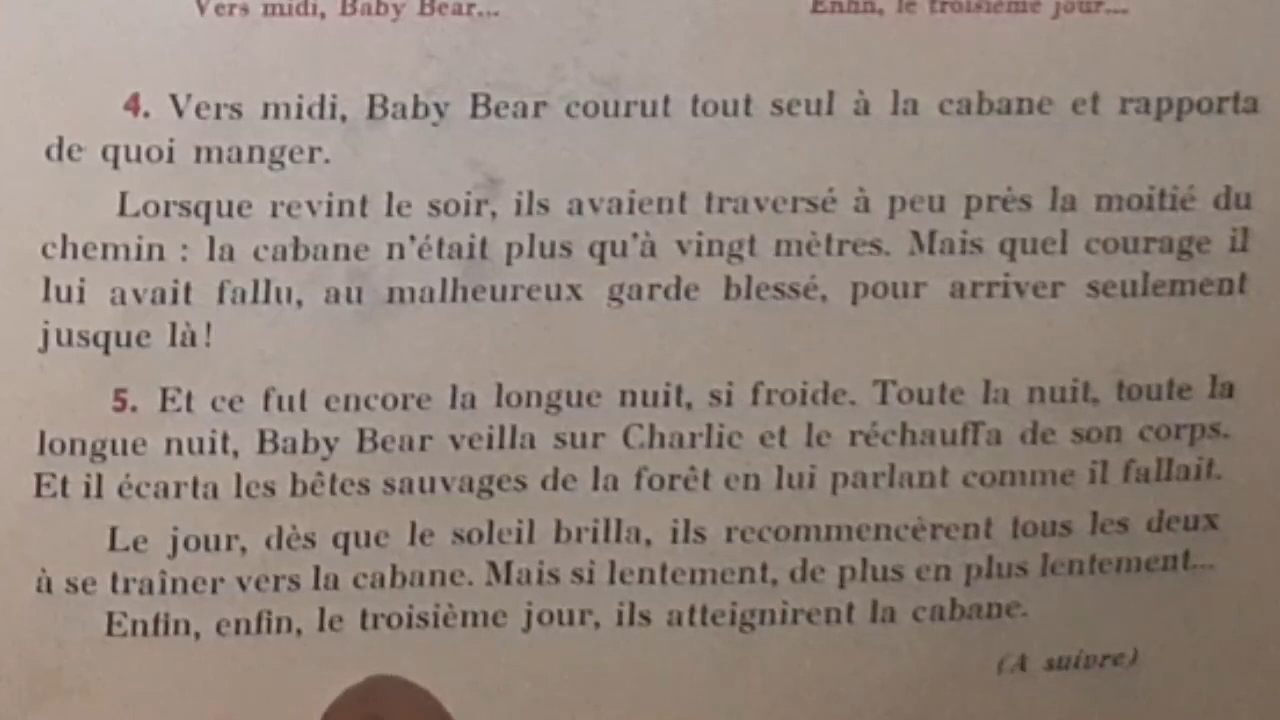 Vers midi, Baby Bear...
Enfin, le troisième jour...
4. Vers midi, Baby Bear courut tout seul à la cabane et rapporta
de quoi manger.
Lorsque revint le soir, ils avaient traversé à peu près la moitié du
chemin : la cabane n'était plus qu'à vingt mètres. Mais quel courage il
lui avait fallu, au malheureux garde blessé, pour arriver seulement
jusque là!
5. Et ce fut encore la longue nuit, si froide. Toute la nuit, toute la
longue nuit, Baby Bear veilla sur Charlie et le réchauffa de son corps.
Et il écarta les bêtes sauvages de la forêt en lui parlant comme il fallait.
Le jour, dès que le soleil brilla, ils recommencèrent tous les deux
à se traîner vers la cabane. Mais si lentement, de plus en plus lentement...
Enfin, enfin, le troisième jour, ils atteignirent la cabane.
(A suivre)